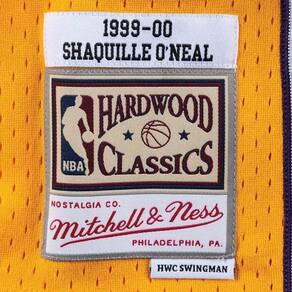 1999-00
SHAQUILLE O'NEAL
HARDWOOD
NBA
CLASSICS
NOSTALGIA CO.
Mitchell & Ness
PHILADELPHIA, PA.
HWC SWINGMAN